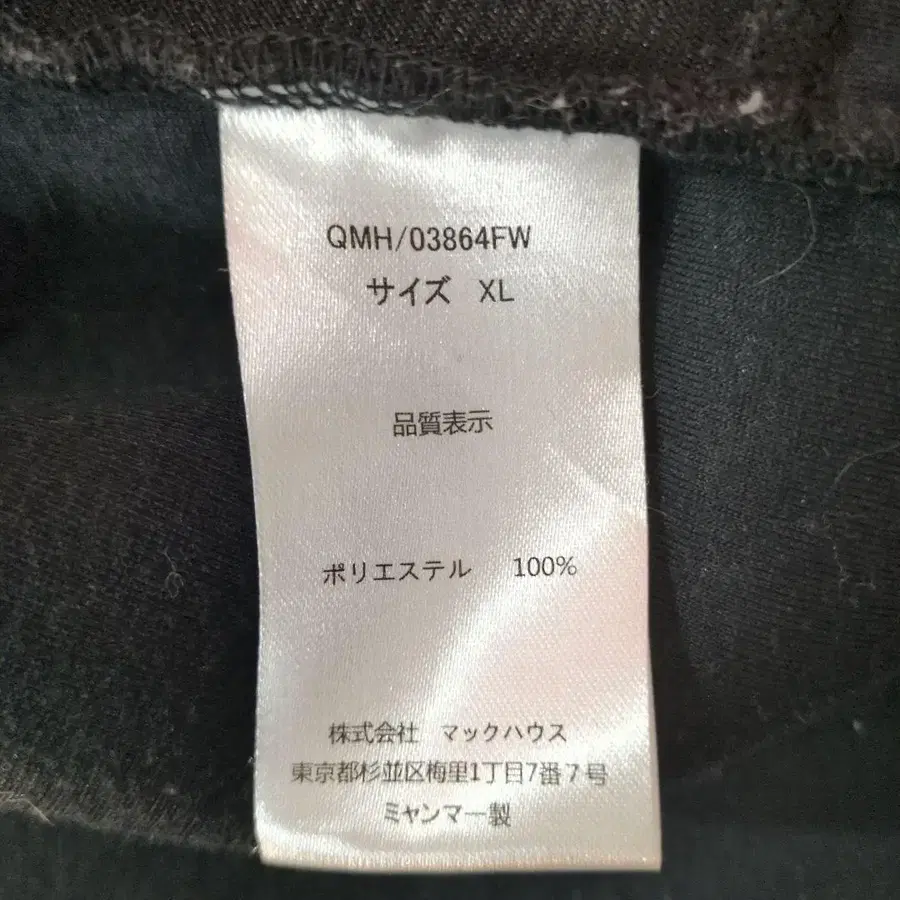 QMH/03864FW
サイズ XL
品質表示
ポリエステル 100%
株式会社 マックハウス
東京都杉並区梅里1丁目7番7号
ミヤンマー製